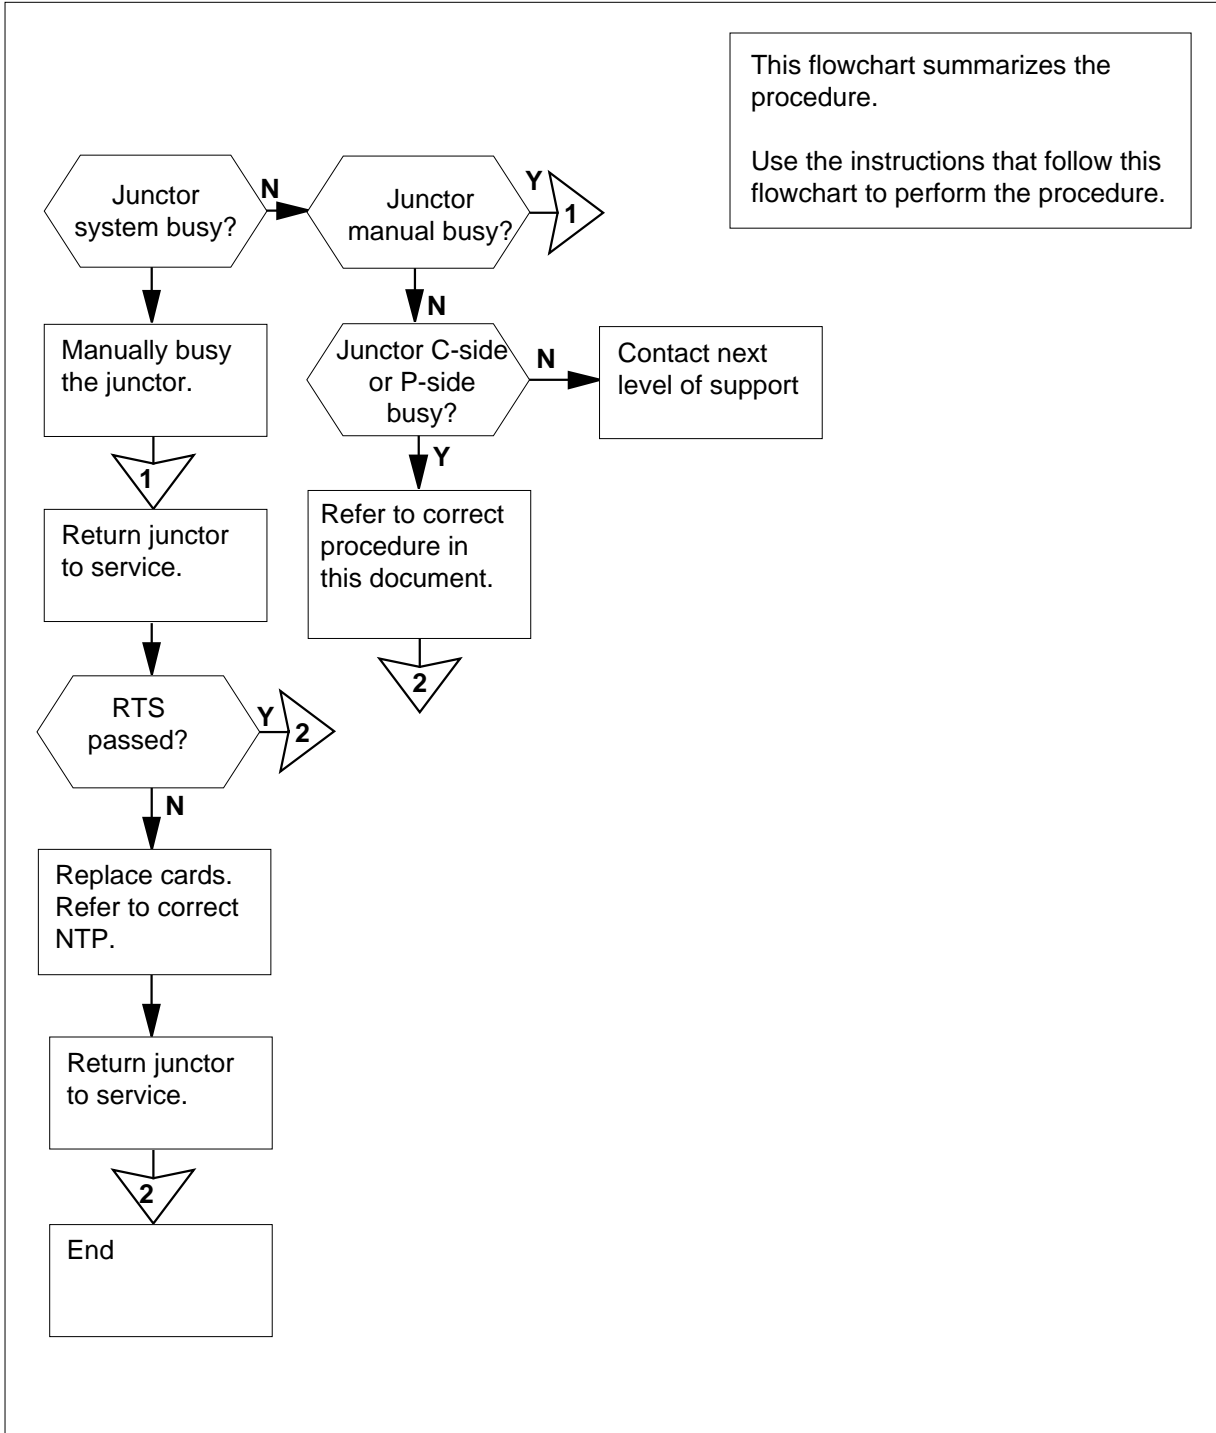 This flowchart summarizes the
procedure.
Use the instructions that follow this
flowchart to perform the procedure.
Junctor
system busy?
N
Junctor
manual busy?
Y
1
N
Manually busy
the junctor.
Junctor C-side
or P-side
busy?
N
Contact next
level of support
Y
1
Return junctor
to service.
Refer to correct
procedure in
this document.
2
RTS
passed?
Y
2
N
Replace cards.
Refer to correct
NTP.
Return junctor
to service.
2
End